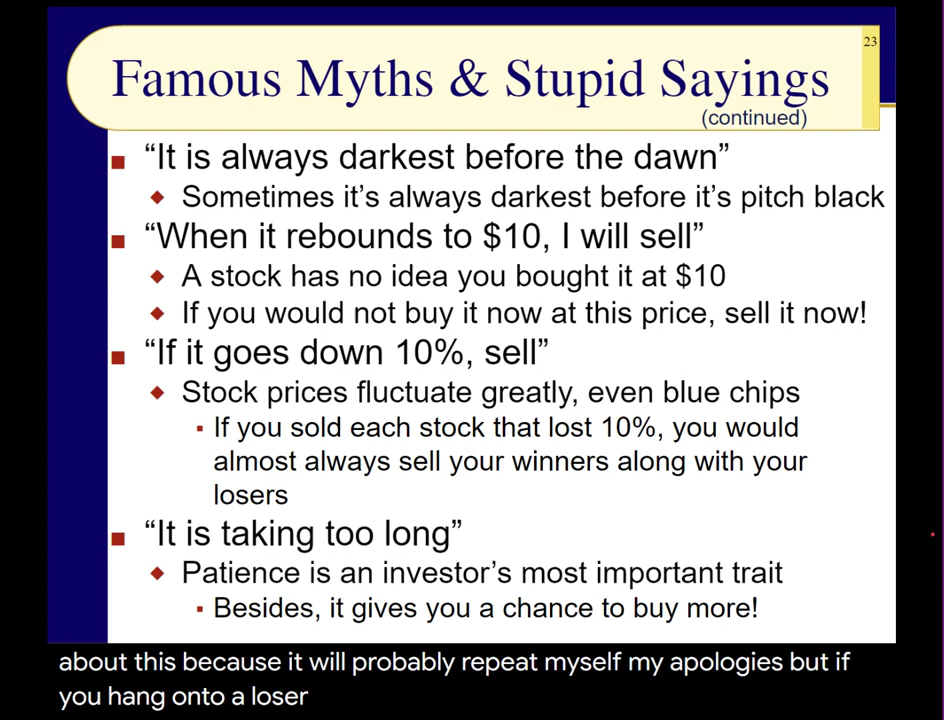 23
Famous Myths & Stupid Sayings
(continued)
“It is always darkest before the dawn”
Sometimes it’s always darkest before it’s pitch black
“When it rebounds to $10, I will sell”
A stock has no idea you bought it at $10
If you would not buy it now at this price, sell it now!
“If it goes down 10%, sell”
Stock prices fluctuate greatly, even blue chips
If you sold each stock that lost 10%, you would
almost always sell your winners along with your
losers
“It is taking too long”
Patience is an investor’s most important trait
Besides, it gives you a chance to buy more!
about this because it will probably repeat myself my apologies but if
you hang onto a loser